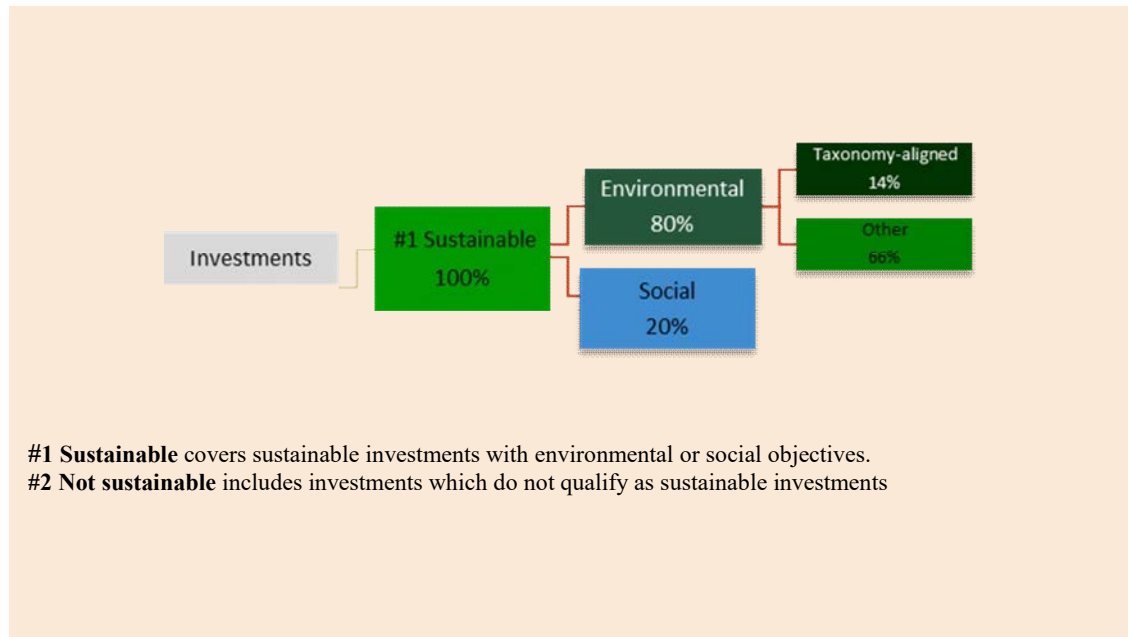 Investments
#1 Sustainable
100%
Environmental
80%
Social
20%
Taxonomy-aligned
14%
Other
66%
#1 Sustainable covers sustainable investments with environmental or social objectives.
#2 Not sustainable includes investments which do not qualify as sustainable investments